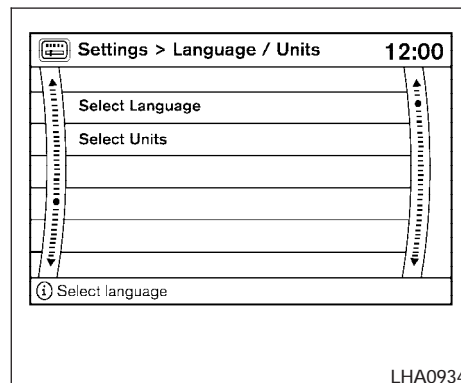 Settings > Language / Units 12:00
Select Language
Select Units
i Select language
LHA0934